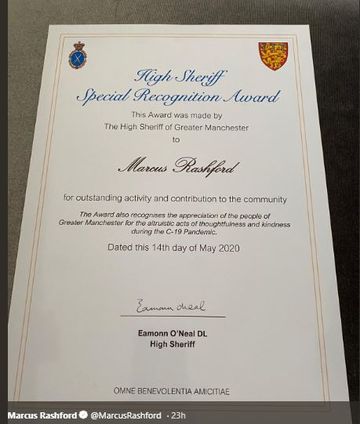 High Sheriff
Special Recognition Award
This Award was made by
The High Sheriff of Greater Manchester
to
Marcus Rashford
for outstanding activity and contribution to the community
The Award also recognises the appreciation of the people of
Greater Manchester for the altruistic acts of thoughtfulness and kindness
during the C-19 Pandemic.
Dated this 14th day of May 2020
Eamonn O'Neal
Eamonn O'Neal DL
High Sheriff
OMNE BENEVOLENTIA AMICITIAE
Marcus Rashford @MarcusRashford · 23h